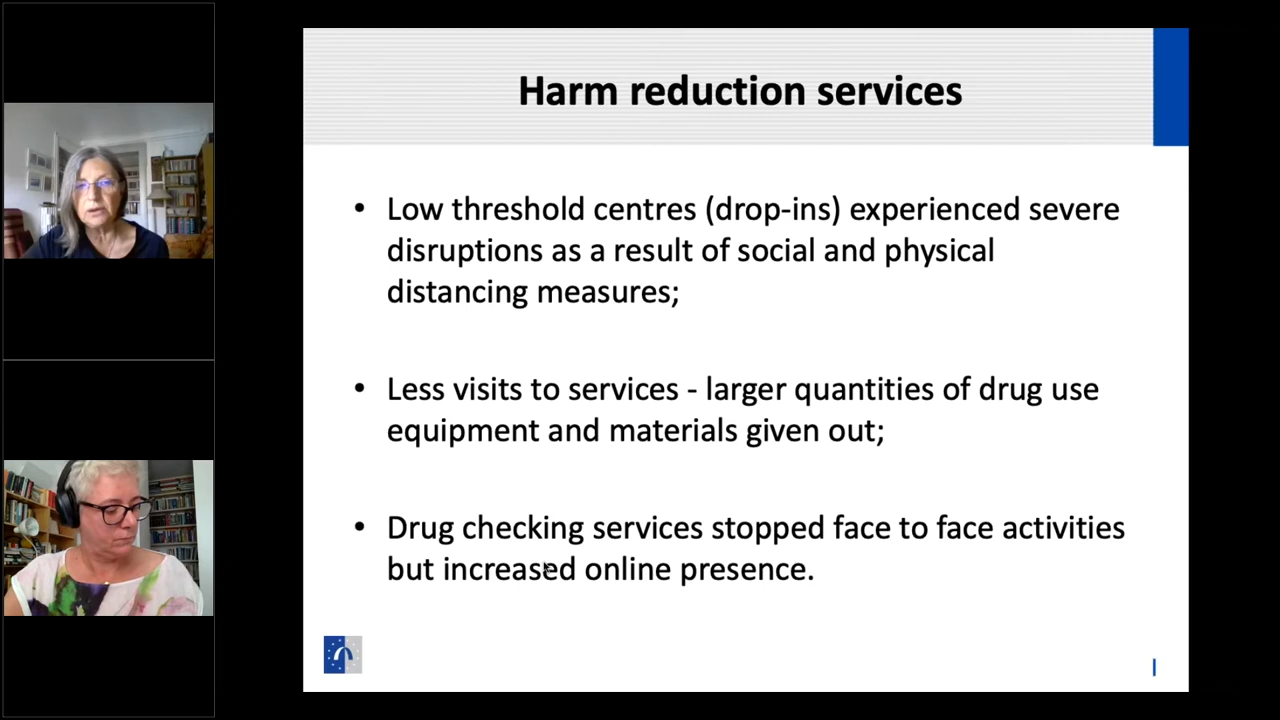 Harm reduction services
• Low threshold centres (drop-ins) experienced severe
disruptions as a result of social and physical
distancing measures;
• Less visits to services - larger quantities of drug use
equipment and materials given out;
• Drug checking services stopped face to face activities
but increased online presence.